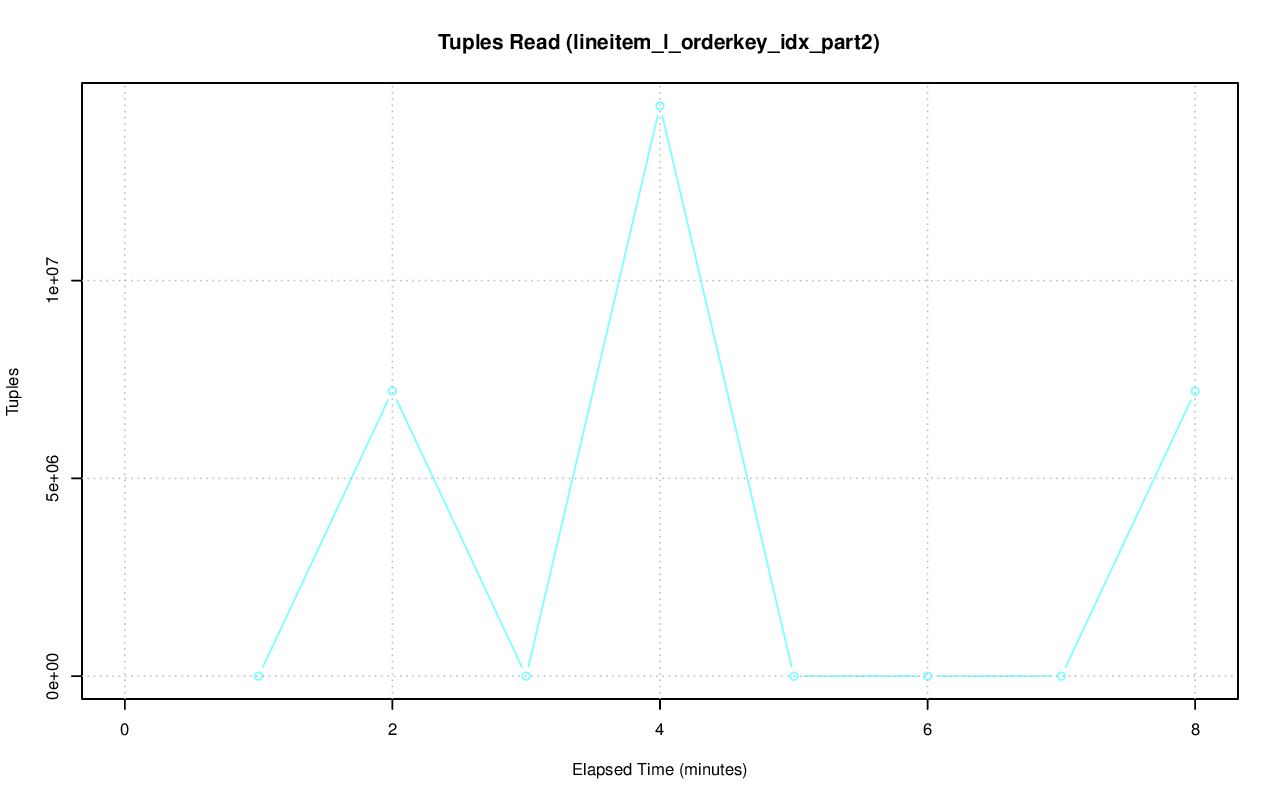 Tuples Read (lineitem_l_orderkey_idx_part2)
Tuples
1e+07
5e+06
0e+00
0 2 4 6 8
Elapsed Time (minutes)